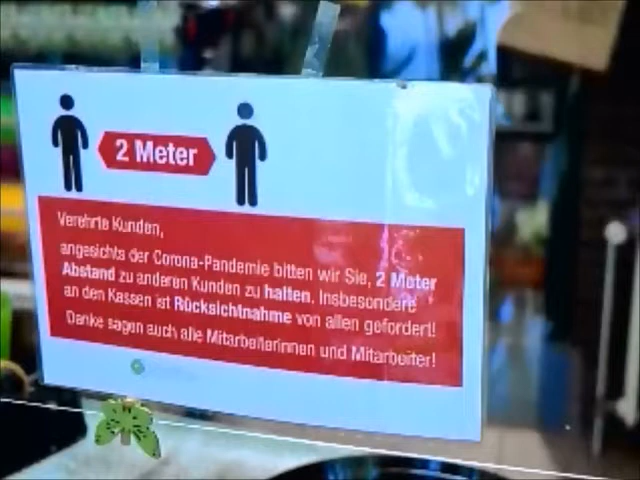 2 Meter
Verehrte Kunden,
angesichts der Corona-Pandemie bitten wir Sie, 2 Meter
Abstand zu anderen Kunden zu halten. Insbesondere
an den Kassen ist Rücksichtnahme von allen gefordert!
Danke sagen auch alle Mitarbeiterinnen und Mitarbeiter!